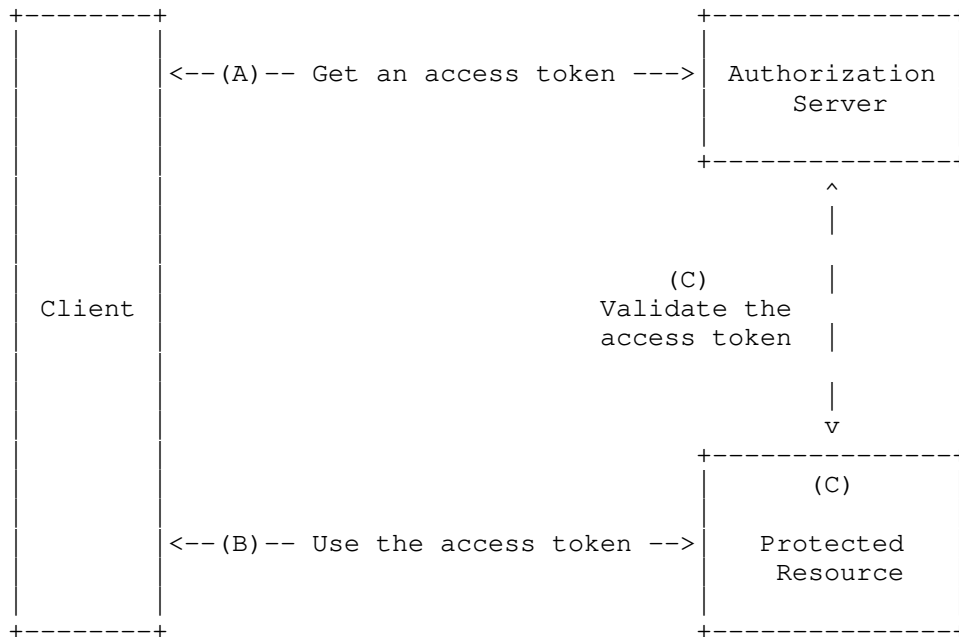 <--(A)-- Get an access token --->
Authorization
Server
(C)
Client
Validate the
access token
(C)
<--(B)-- Use the access token -->
Protected
Resource